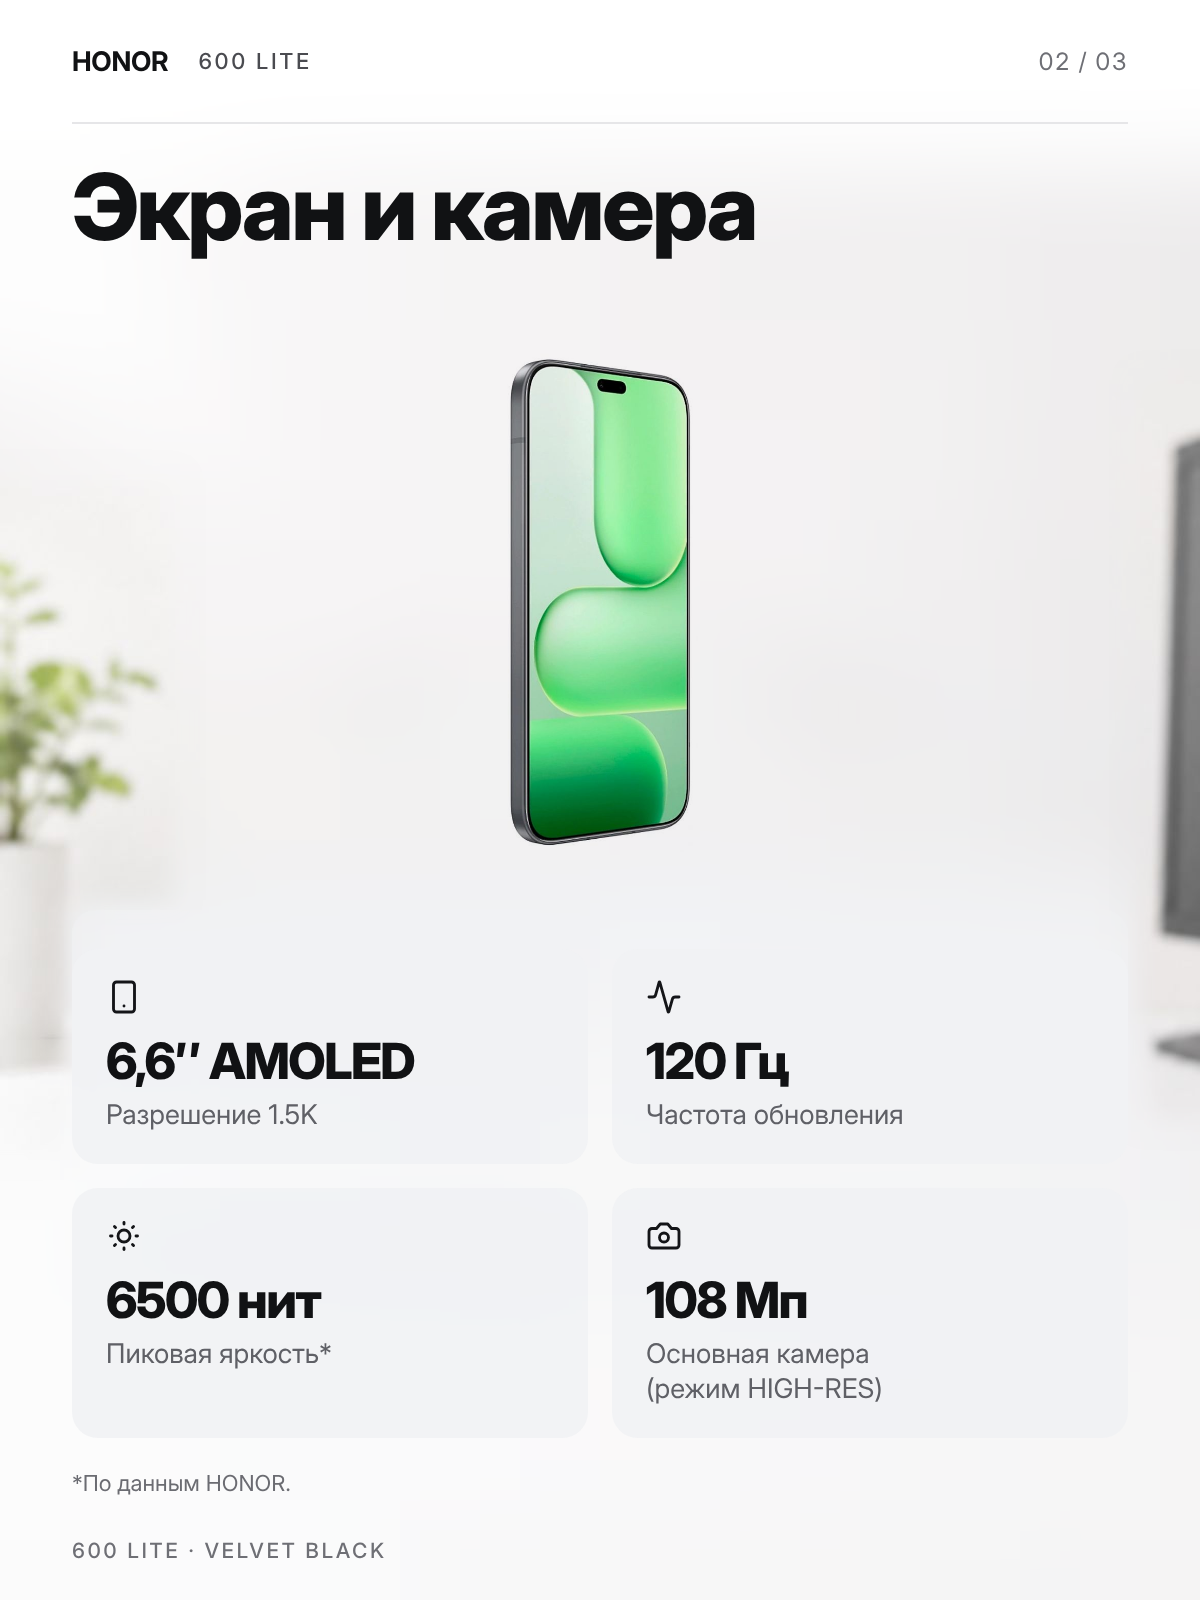 HONOR 600 LITE 02 / 03
Экран и камера
6,6″ AMOLED
Разрешение 1.5K
120 Гц
Частота обновления
6500 нит
Пиковая яркость*
108 Мп
Основная камера
(режим HIGH-RES)
*По данным HONOR.
600 LITE · VELVET BLACK